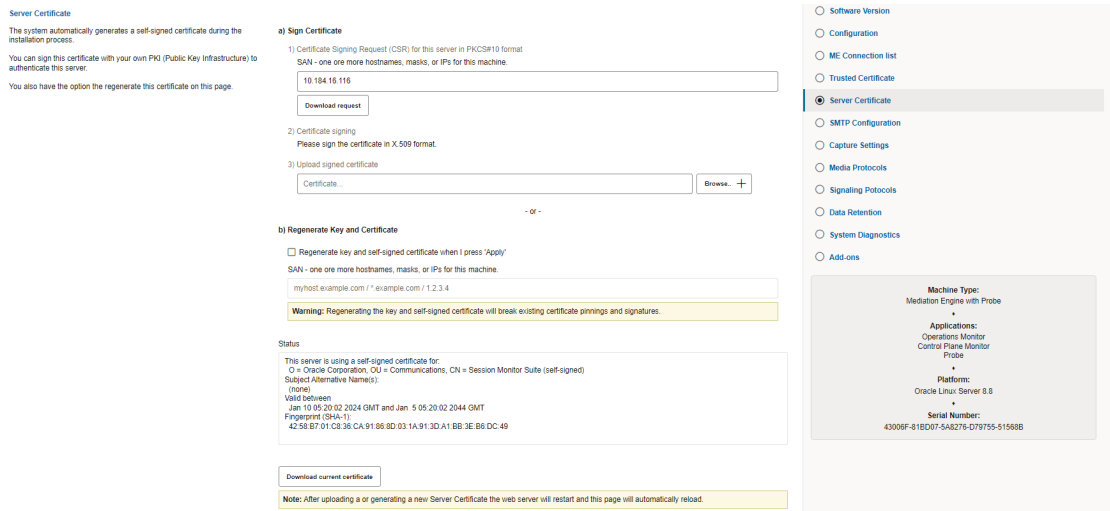 Server Certificate
The system automatically generates a self-signed certificate during the
installation process.
You can sign this certificate with your own PKI (Public Key Infrastructure) to
authenticate this server.
You also have the option the regenerate this certificate on this page.
a) Sign Certificate
1) Certificate Signing Request (CSR) for this server in PKCS#10 format
SAN - one ore more hostnames, masks, or IPs for this machine.
10.184.16.116
Download request
2) Certificate signing
Please sign the certificate in X.509 format.
3) Upload signed certificate
Certificate...
Browse..
- or -
b) Regenerate Key and Certificate
Regenerate key and self-signed certificate when I press 'Apply'
SAN - one ore more hostnames, masks, or IPs for this machine.
myhost.example.com / *.example.com / 1.2.3.4
Warning: Regenerating the key and self-signed certificate will break existing certificate pinnings and signatures.
Status
This server is using a self-signed certificate for:
O = Oracle Corporation, OU = Communications, CN = Session Monitor Suite (self-signed)
Subject Alternative Name(s):
(none)
Valid between
Jan 10 05:20:02 2024 GMT and Jan 5 05:20:02 2044 GMT
Fingerprint (SHA-1):
42:58:B7:01:C8:36:CA:91:86:8D:03:1A:91:3D:A1:BB:3E:B6:DC:49
Download current certificate
Note: After uploading a or generating a new Server Certificate the web server will restart and this page will automatically reload.
Software Version
Configuration
ME Connection list
Trusted Certificate
Server Certificate
SMTP Configuration
Capture Settings
Media Protocols
Signaling Potocols
Data Retention
System Diagnostics
Add-ons
Machine Type:
Mediation Engine with Probe
Applications:
Operations Monitor
Control Plane Monitor
Probe
Platform:
Oracle Linux Server 8.8
Serial Number:
43006F-81BD07-5A8276-D79755-51568B